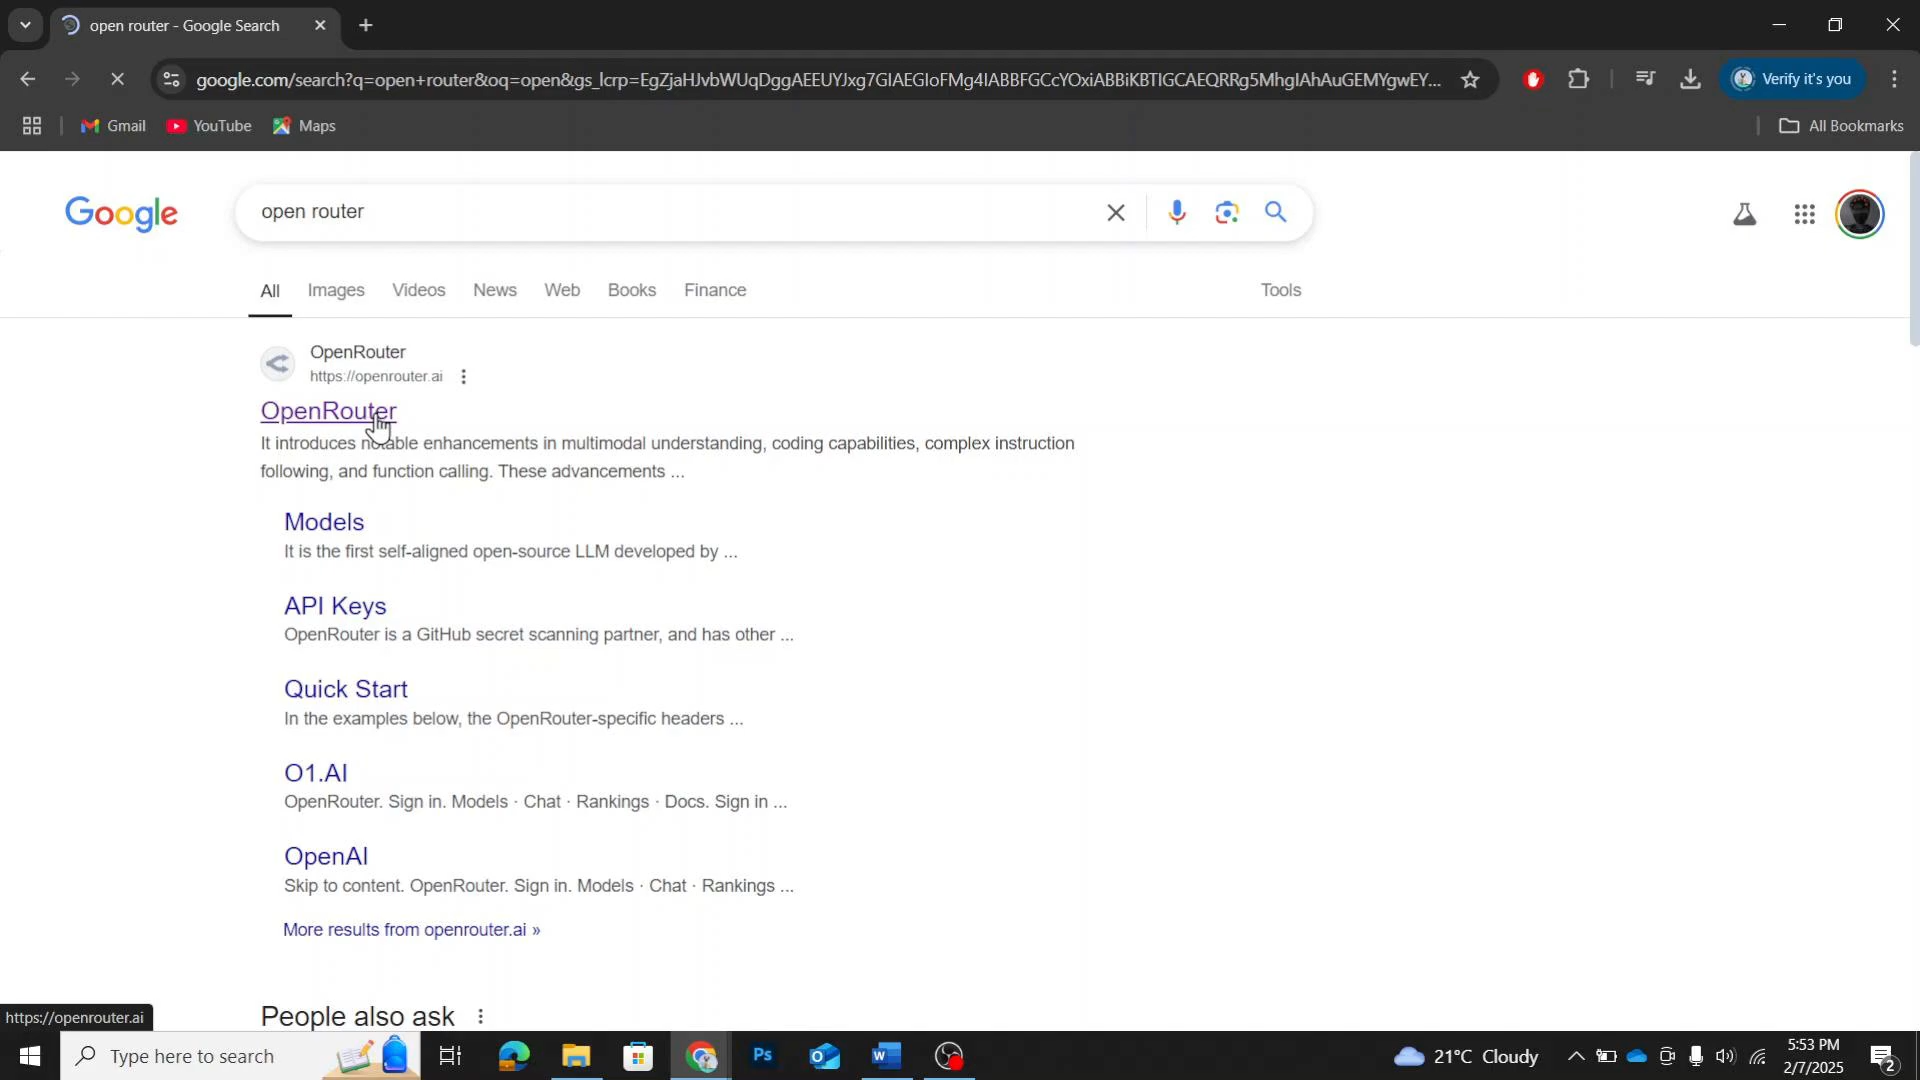 open router - Google Search
google.com/search?q=open+router&oq=open&gs_lcrp=EgZjaHJvbWUqDggAEEUYJxg7GIAEGIoFMg4IABBFGCcYOxiABBiKBTIGCAEQRRg5MhgIAhAuGEMYgwEY...
Verify it's you
Gmail
YouTube
Maps
All Bookmarks
Google
open router
All
Images
Videos
News
Web
Books
Finance
Tools
OpenRouter
https://openrouter.ai
OpenRouter
It introduces notable enhancements in multimodal understanding, coding capabilities, complex instruction
following, and function calling. These advancements ...
Models
It is the first self-aligned open-source LLM developed by ...
API Keys
OpenRouter is a GitHub secret scanning partner, and has other ...
Quick Start
In the examples below, the OpenRouter-specific headers ...
O1.AI
OpenRouter. Sign in. Models · Chat · Rankings · Docs. Sign in ...
OpenAI
Skip to content. OpenRouter. Sign in. Models · Chat · Rankings ...
More results from openrouter.ai »
People also ask
https://openrouter.ai
Type here to search
Ps
21°C Cloudy
5:53 PM
2/7/2025
2